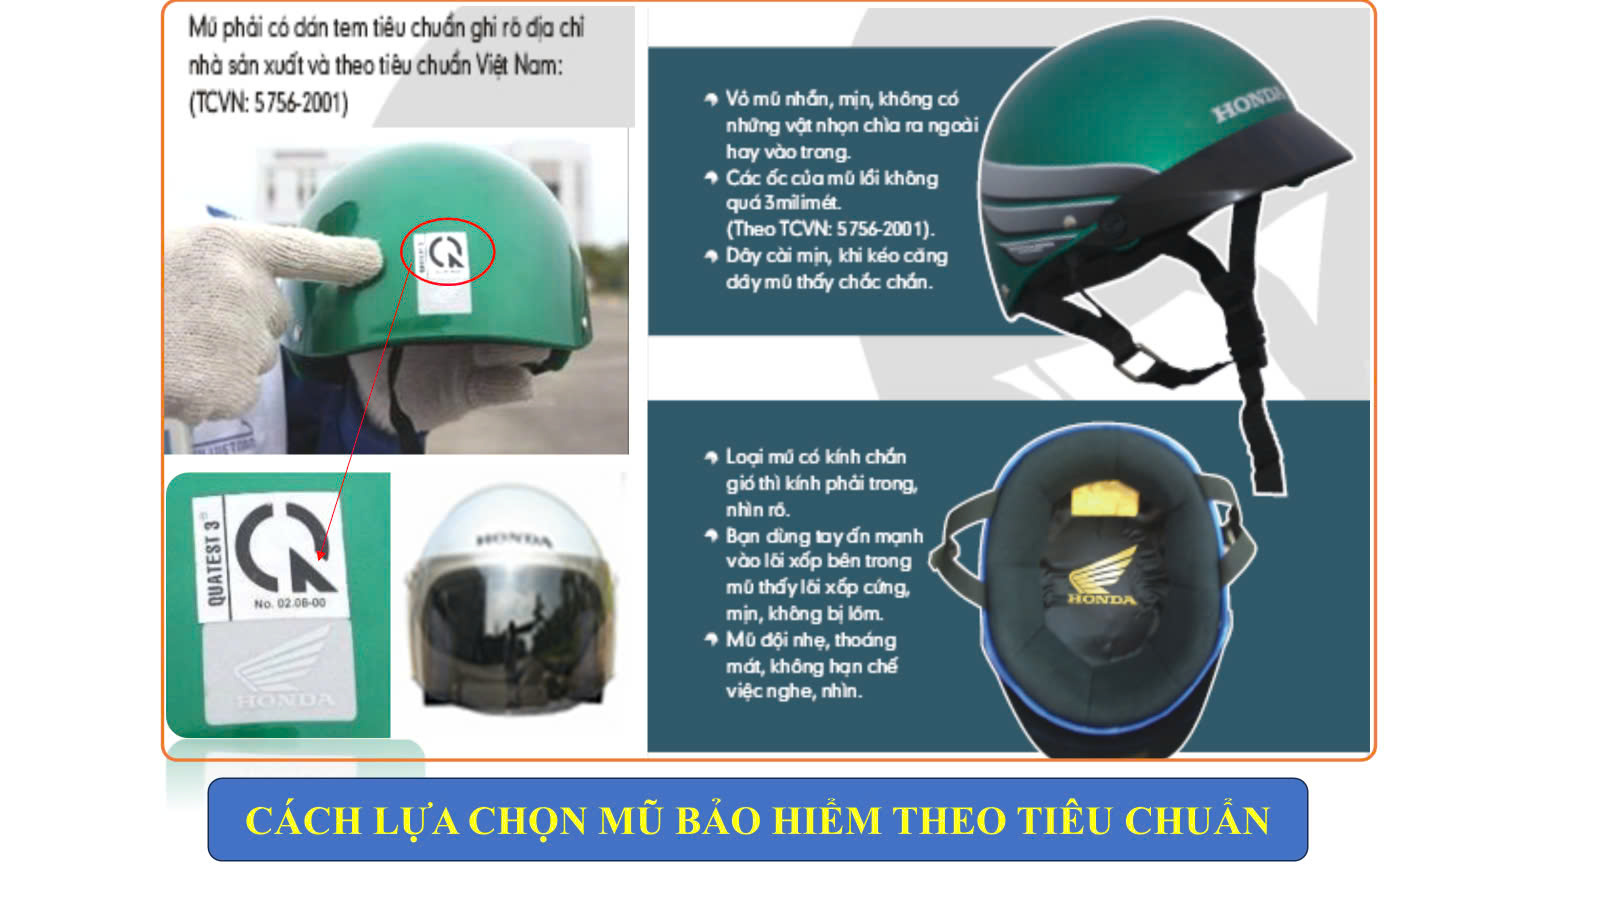 Mũ phải có dán tem tiêu chuẩn ghi rõ địa chỉ
nhà sản xuất và theo tiêu chuẩn Việt Nam:
(TCVN: 5756-2001)
QUATEST 3
No. 02.06-00
HONDA
HONDA
HONDA
Vỏ mũ nhẵn, mịn, không có
những vật nhọn chìa ra ngoài
hay vào trong.
Các ốc của mũ lồi không
quá 3milimét.
(Theo TCVN: 5756-2001).
Dây cài mịn, khi kéo căng
dây mũ thấy chắc chắn.
Loại mũ có kính chắn
gió thì kính phải trong,
nhìn rõ.
Bạn dùng tay ấn mạnh
vào lõi xốp bên trong
mũ thấy lõi xốp cứng,
mịn, không bị lõm.
Mũ đội nhẹ, thoáng
mát, không hạn chế
việc nghe, nhìn.
HONDA
CÁCH LỰA CHỌN MŨ BẢO HIỂM THEO TIÊU CHUẨN